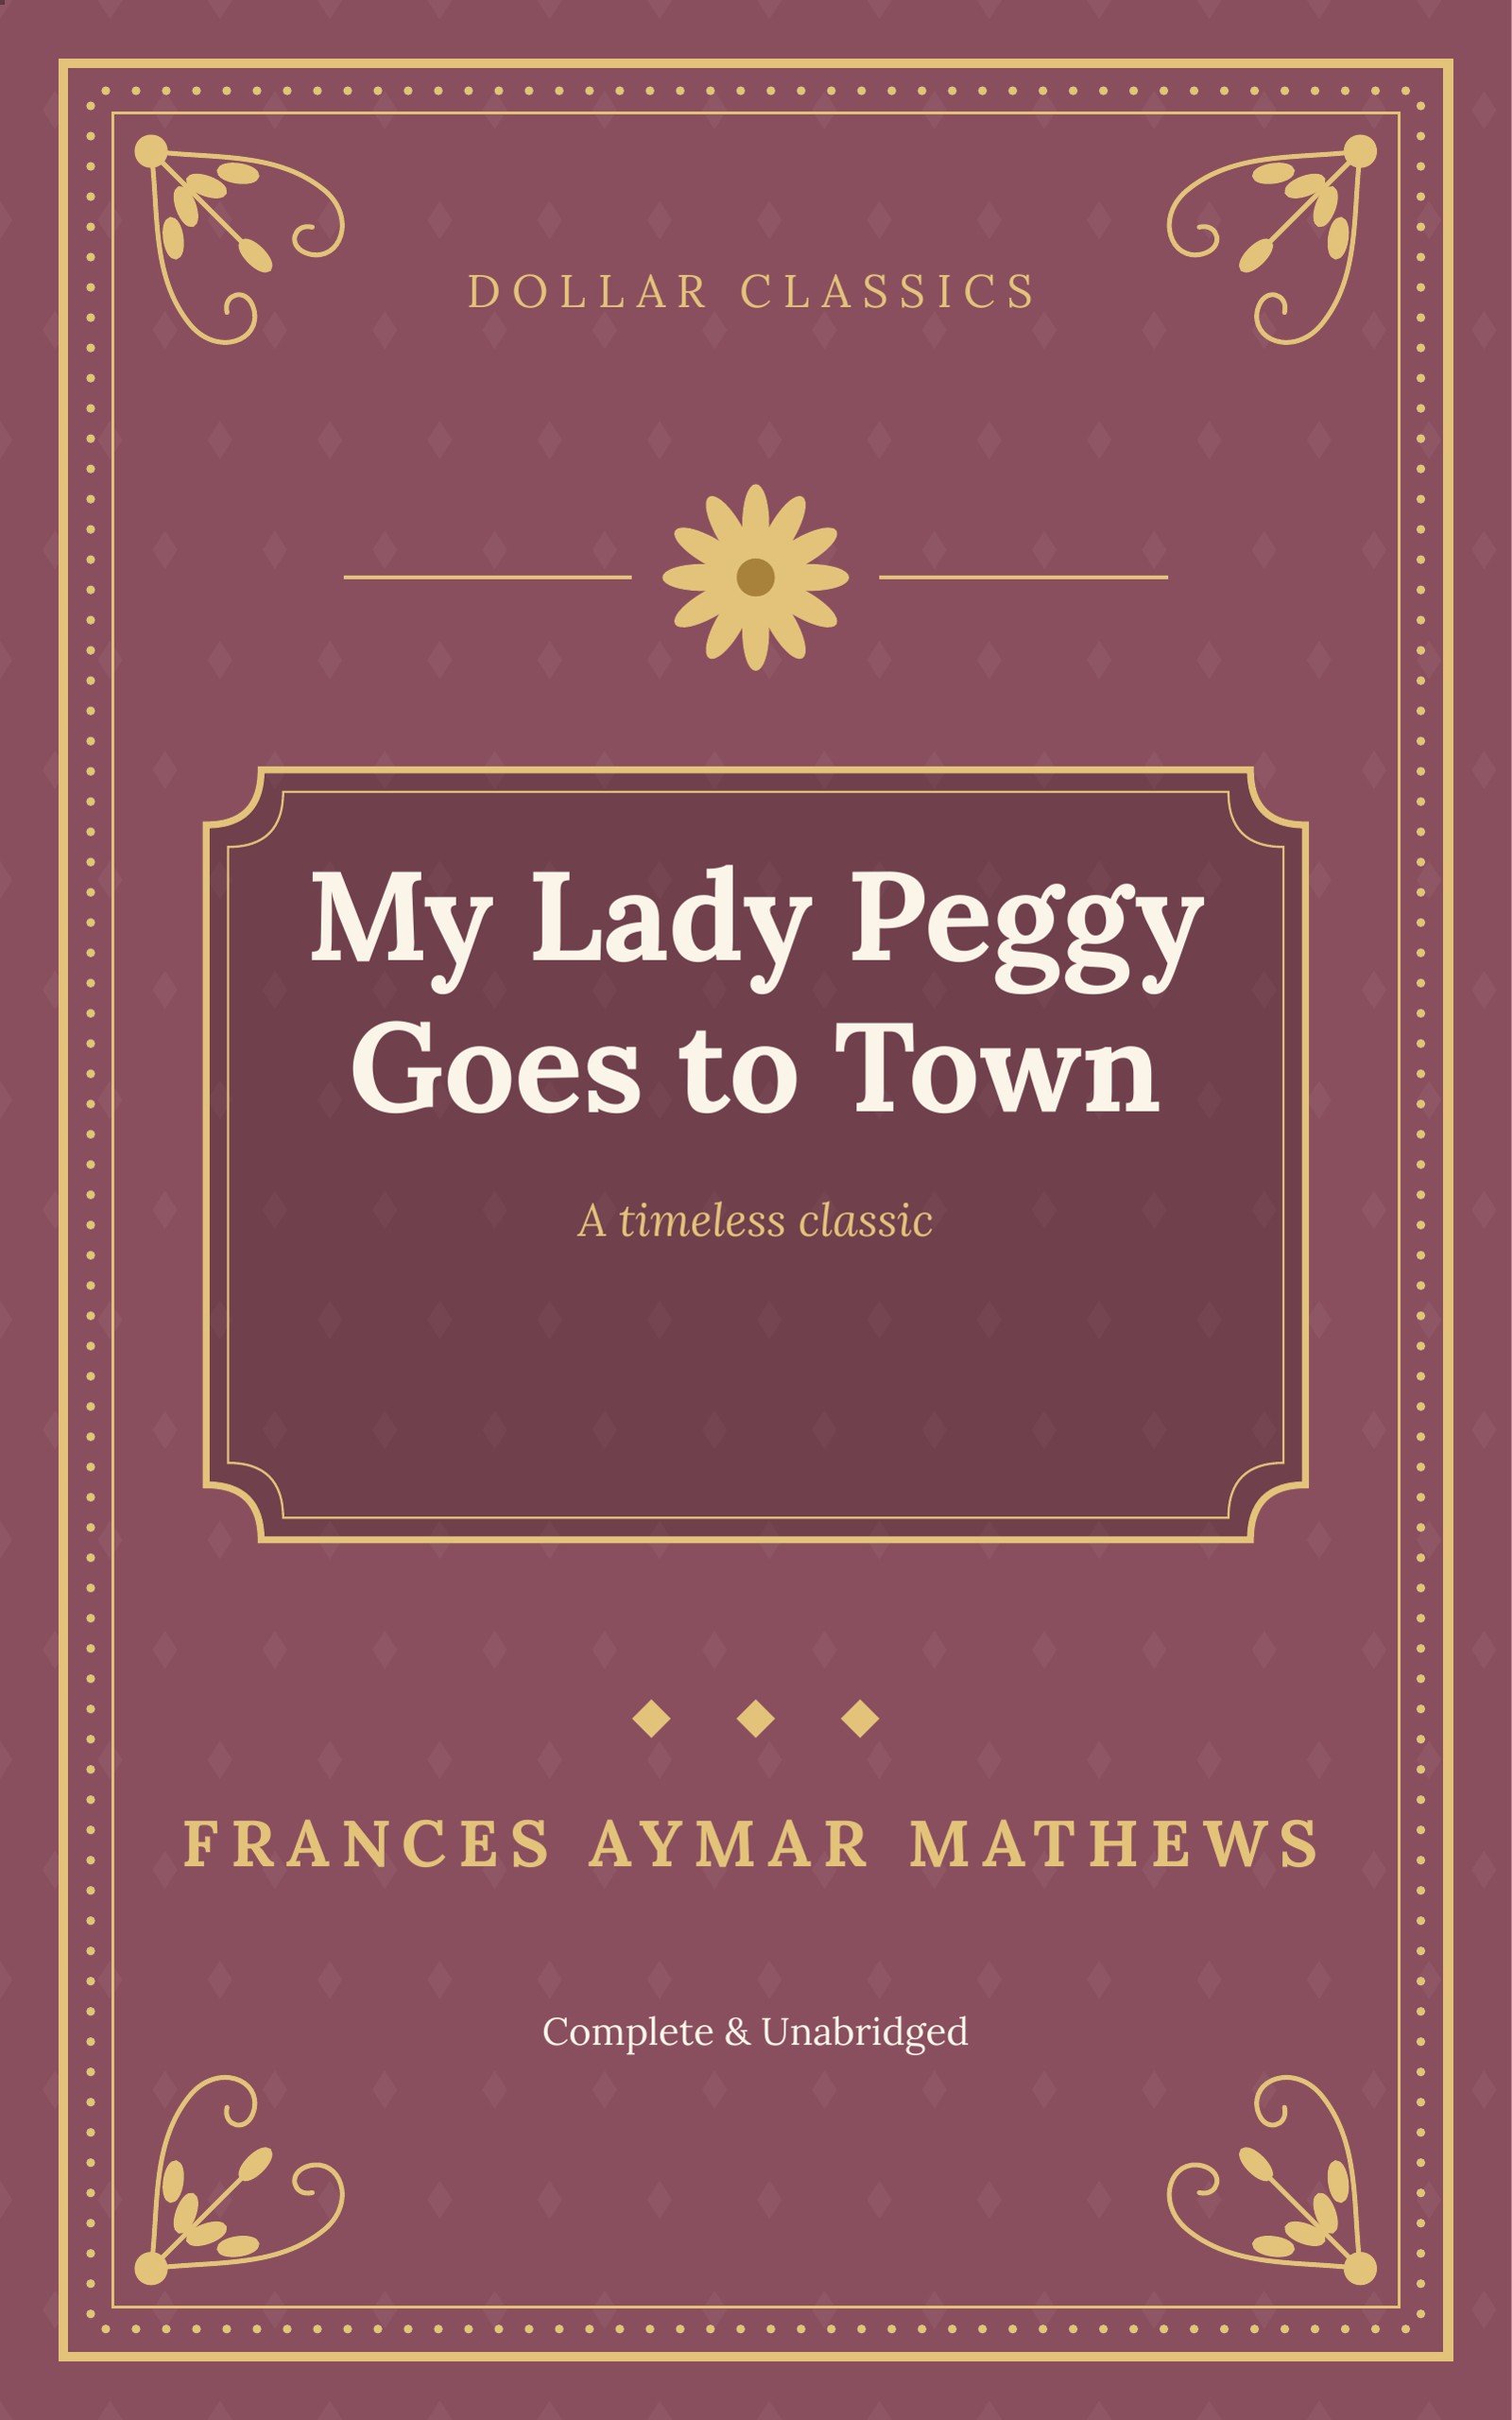 DOLLAR CLASSICS
My Lady Peggy
Goes to Town
A timeless classic
FRANCES AYMAR MATHEWS
Complete & Unabridged